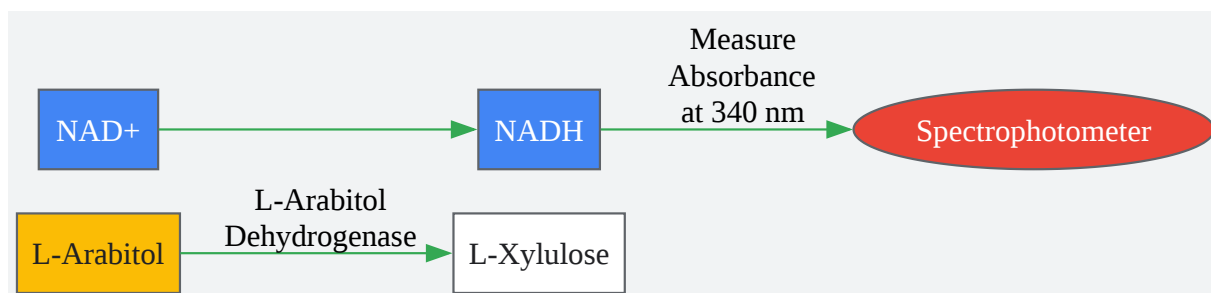 Measure
Absorbance
at 340 nm
NAD+
NADH
Spectrophotometer
L-Arabitol
Dehydrogenase
L-Arabitol
L-Xylulose